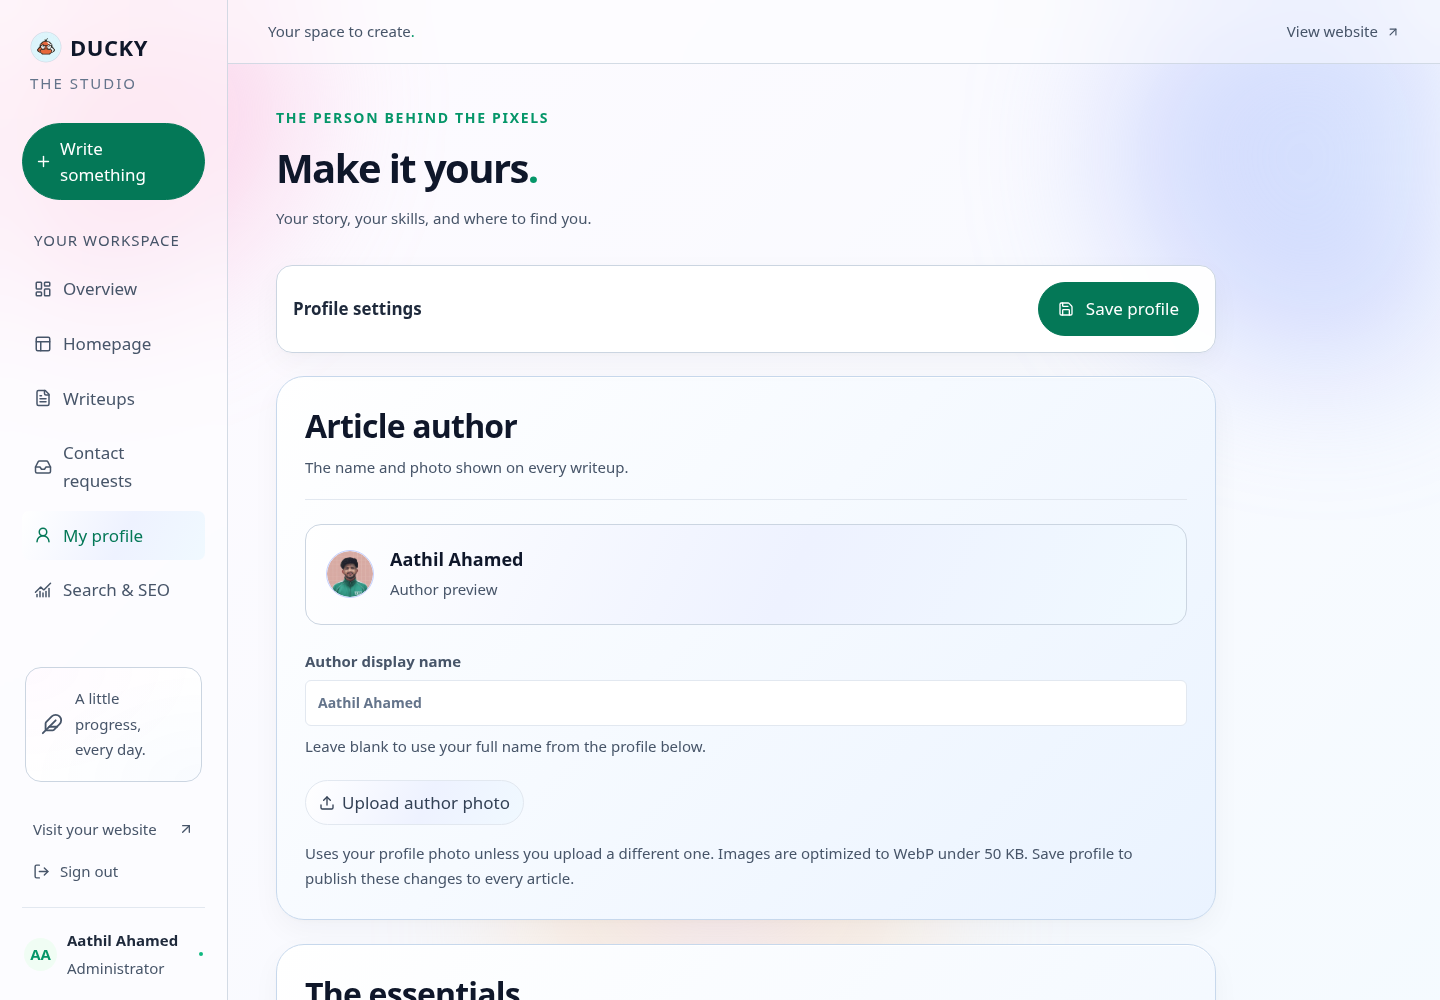 DUCKY
THE STUDIO
Write
something
YOUR WORKSPACE
Overview
Homepage
Writeups
Contact
requests
My profile
Search & SEO
A little
progress,
every day.
Visit your website
Sign out
AA
Aathil Ahamed
Administrator
Your space to create.
View website
THE PERSON BEHIND THE PIXELS
Make it yours.
Your story, your skills, and where to find you.
Profile settings
Save profile
Article author
The name and photo shown on every writeup.
Aathil Ahamed
Author preview
Author display name
Aathil Ahamed
Leave blank to use your full name from the profile below.
Upload author photo
Uses your profile photo unless you upload a different one. Images are optimized to WebP under 50 KB. Save profile to
publish these changes to every article.
The essentials